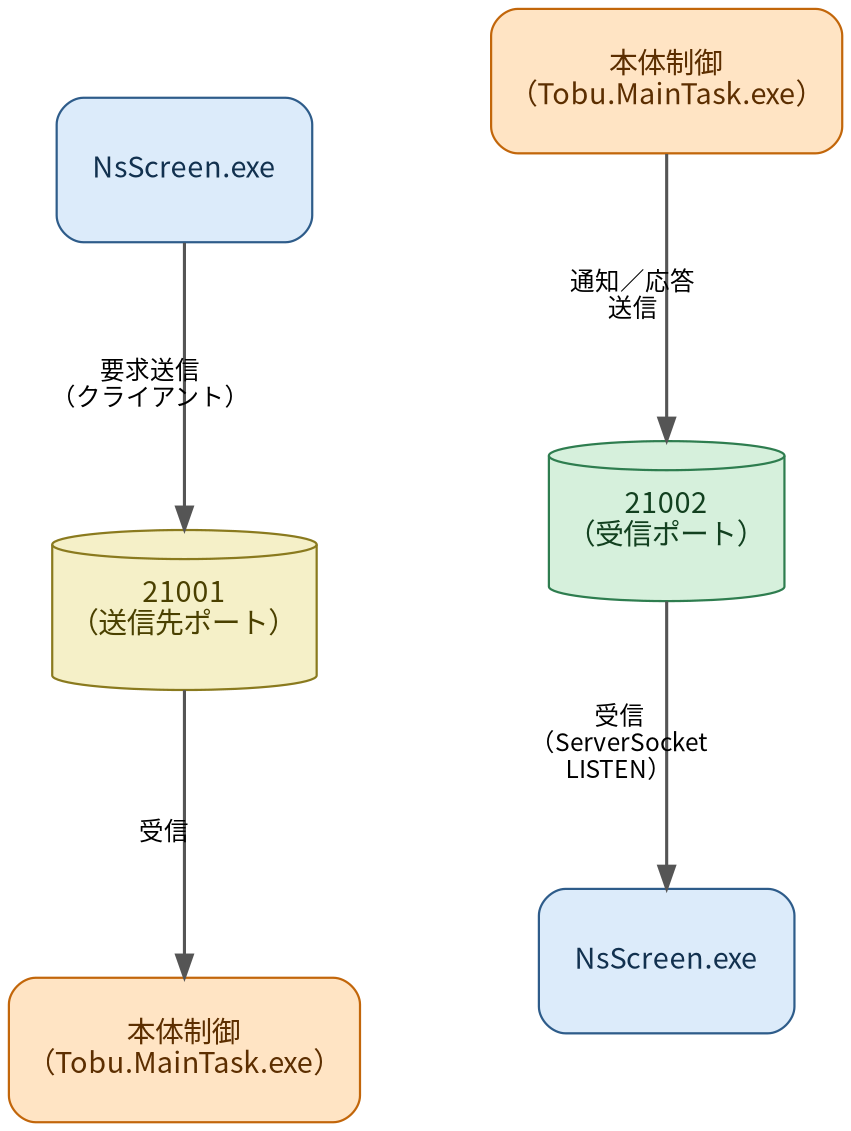 NsScreen.exe
要求送信
（クライアント）
21001
（送信先ポート）
受信
本体制御
（Tobu.MainTask.exe）
本体制御
（Tobu.MainTask.exe）
通知／応答
送信
21002
（受信ポート）
受信
（ServerSocket
LISTEN）
NsScreen.exe